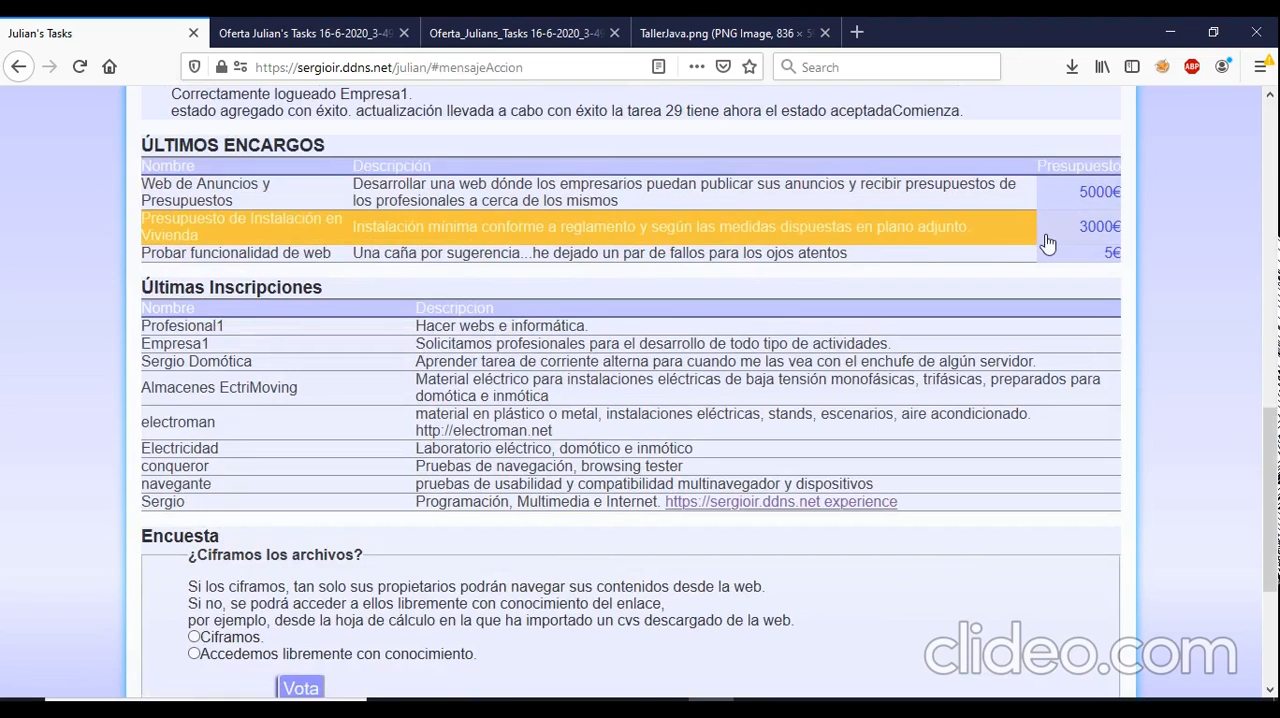 Julian's Tasks
Oferta Julian's Tasks 16-6-2020_3-49
Oferta_Julians_Tasks 16-6-2020_3-49
TallerJava.png (PNG Image, 836 ×
https://sergioir.ddns.net/julian/#mensajeAccion
Search
ABP
Correctamente logueado Empresa1.
estado agregado con éxito. actualización llevada a cabo con éxito la tarea 29 tiene ahora el estado aceptadaComienza.
ÚLTIMOS ENCARGOS
Nombre Descripción Presupuesto
Web de Anuncios y
Presupuestos
Desarrollar una web dónde los empresarios puedan publicar sus anuncios y recibir presupuestos de
los profesionales a cerca de los mismos
5000€
Presupuesto de Instalación en
Vivienda
Instalación mínima conforme a reglamento y según las medidas dispuestas en plano adjunto.
3000€
Probar funcionalidad de web Una caña por sugerencia...he dejado un par de fallos para los ojos atentos 5€
Últimas Inscripciones
Nombre Descripción
Profesional1 Hacer webs e informática.
Empresa1 Solicitamos profesionales para el desarrollo de todo tipo de actividades.
Sergio Domótica Aprender tarea de corriente alterna para cuando me las vea con el enchufe de algún servidor.
Almacenes EctriMoving
Material eléctrico para instalaciones eléctricas de baja tensión monofásicas, trifásicas, preparados para
domótica e inmótica
electroman
material en plástico o metal, instalaciones eléctricas, stands, escenarios, aire acondicionado.
http://electroman.net
Electricidad Laboratorio eléctrico, domótico e inmótico
conqueror Pruebas de navegación, browsing tester
navegante pruebas de usabilidad y compatibilidad multinavegador y dispositivos
Sergio Programación, Multimedia e Internet. https://sergioir.ddns.net experience
Encuesta
¿Ciframos los archivos?
Si los ciframos, tan solo sus propietarios podrán navegar sus contenidos desde la web.
Si no, se podrá acceder a ellos libremente con conocimiento del enlace,
por ejemplo, desde la hoja de cálculo en la que ha importado un cvs descargado de la web.
Ciframos.
Accedemos libremente con conocimiento.
Vota
clideo.com